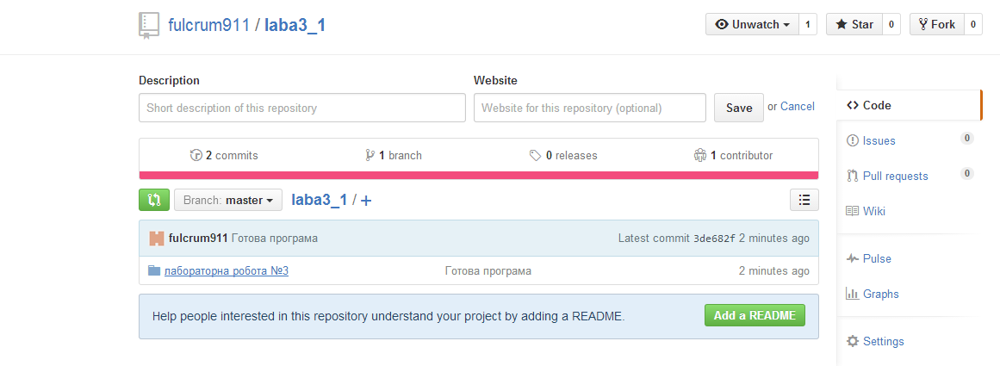 fulcrum911 / laba3_1
Unwatch 1 Star 0 Fork 0
Description Website
Short description of this repository Website for this repository (optional) Save or Cancel
2 commits 1 branch 0 releases 1 contributor
Branch: master laba3_1 / +
fulcrum911 Готова програма Latest commit 3de682f 2 minutes ago
лабораторна робота №3 Готова програма 2 minutes ago
Help people interested in this repository understand your project by adding a README. Add a README
Code
Issues 0
Pull requests 0
Wiki
Pulse
Graphs
Settings